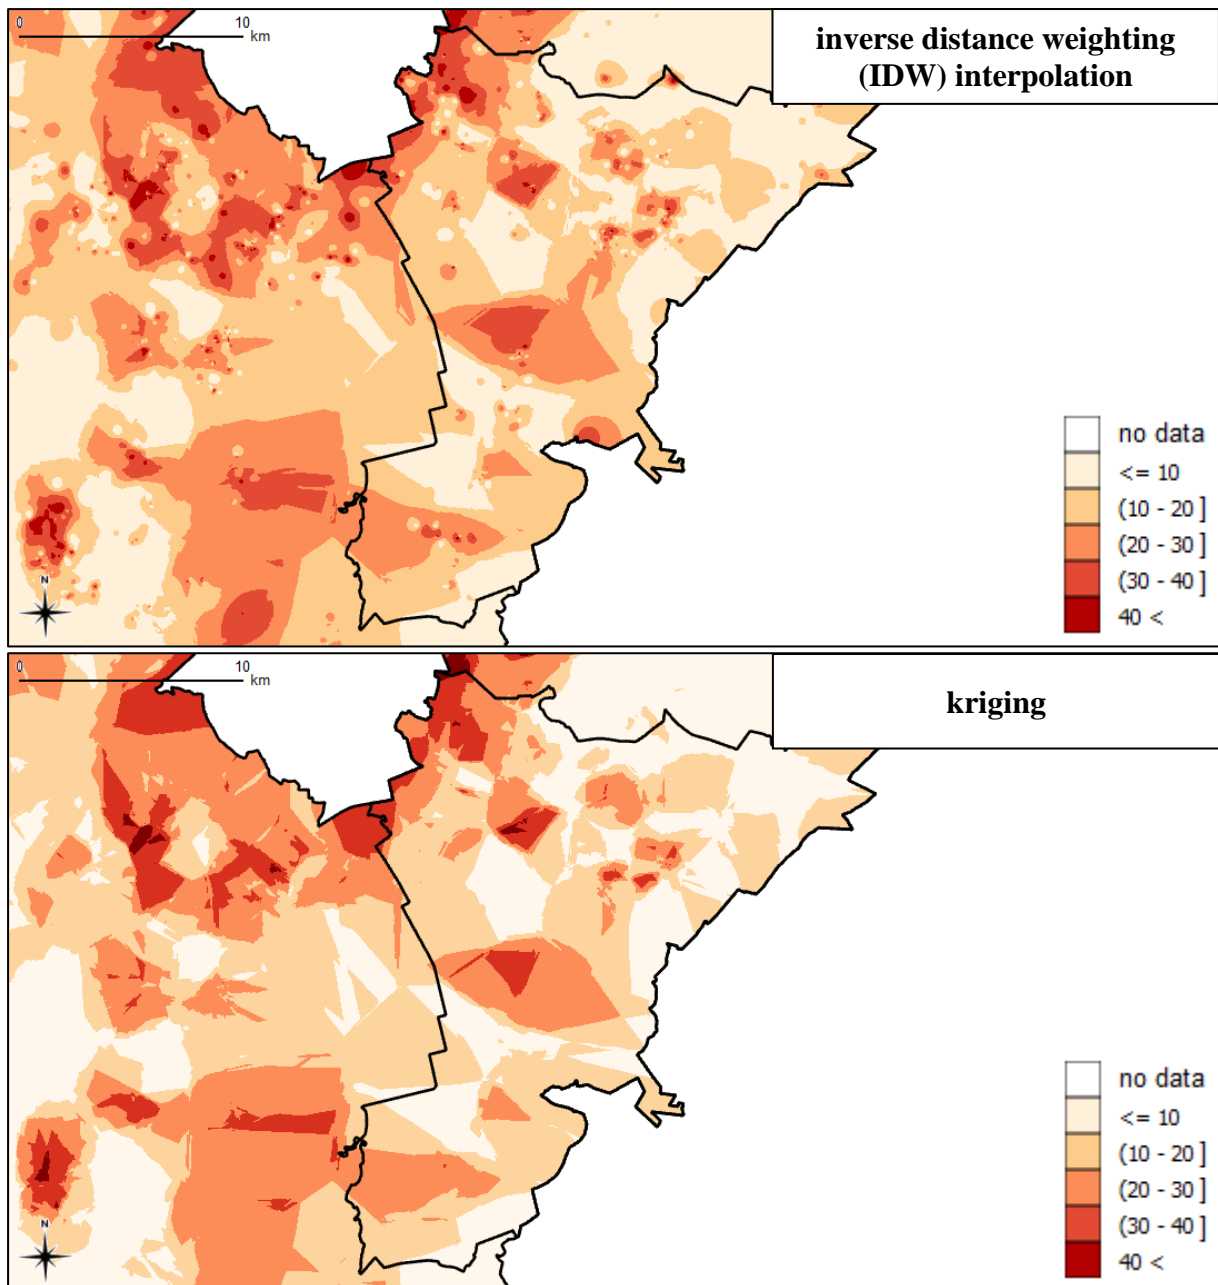 0 10
km
inverse distance weighting
(IDW) interpolation
no data
<= 10
(10 - 20 ]
(20 - 30 ]
(30 - 40 ]
40 <
N
0 10
km
kriging
no data
<= 10
(10 - 20 ]
(20 - 30 ]
(30 - 40 ]
40 <
N